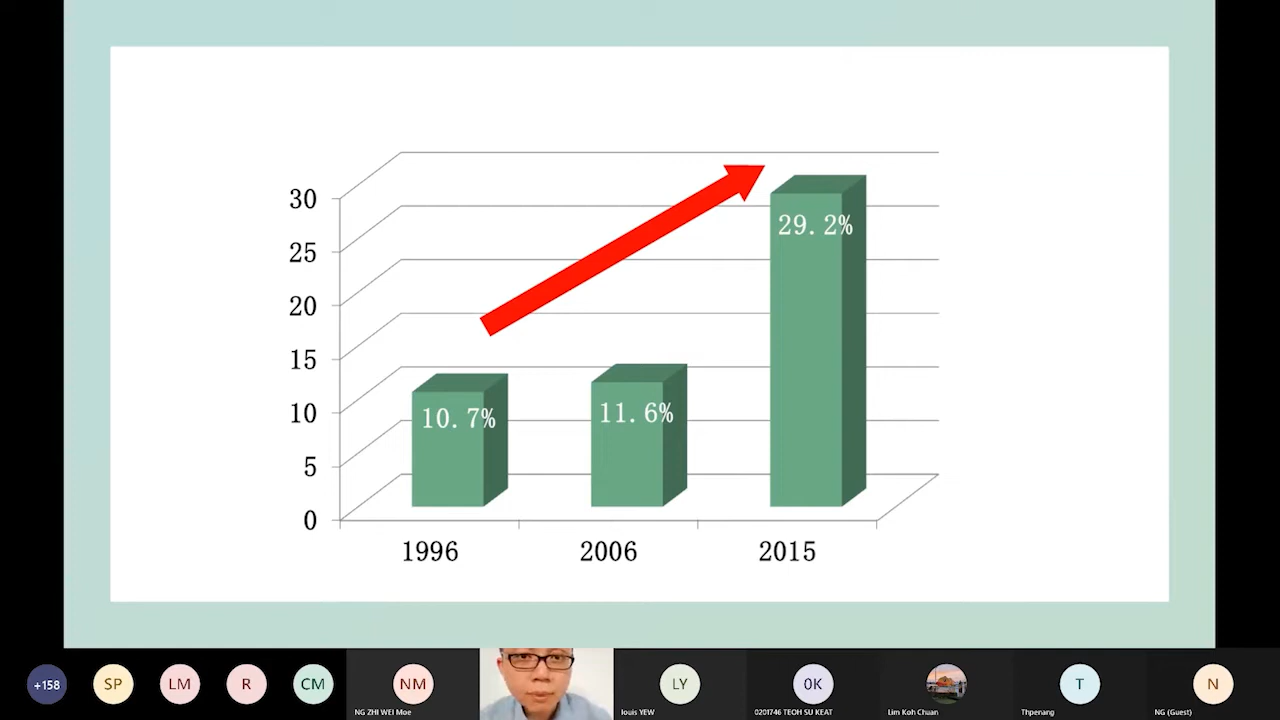 30
25
20
15
10
5
0
10.7%
11.6%
29.2%
1996
2006
2015
+158
SP
LM
R
CM
NM
LY
0K
T
N
NG ZHI WEI Moe
louis YEW
0201746 TEOH SU KEAT
Lim Koh Chuan
Thpenang
NG (Guest)